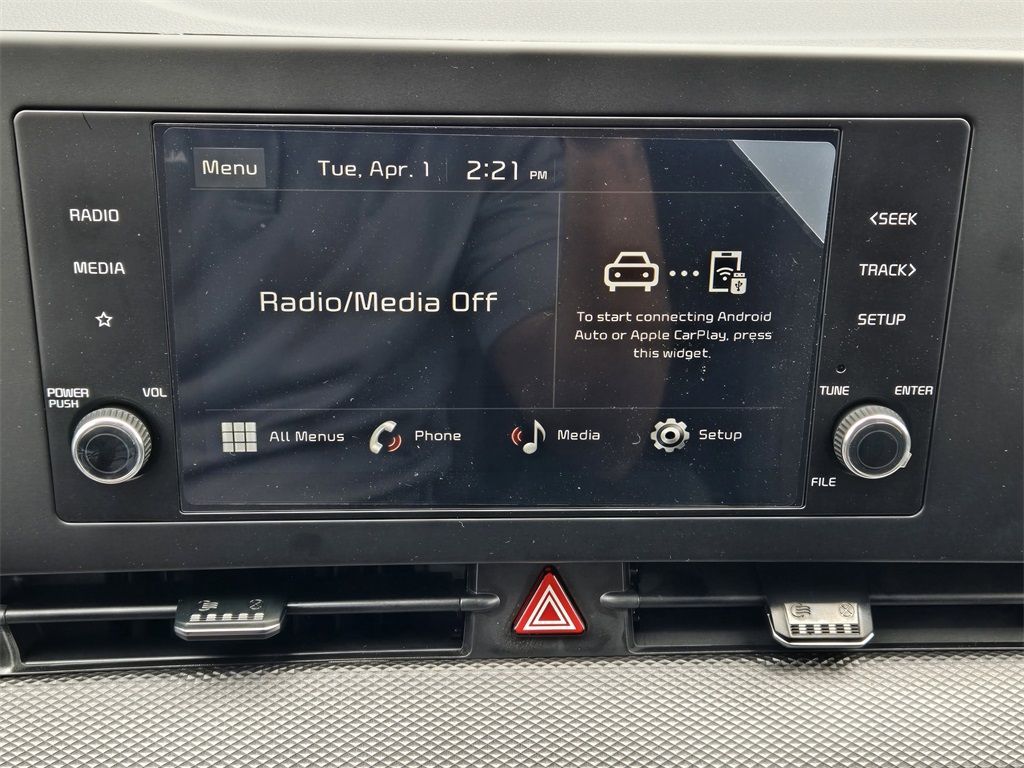 Menu
Tue, Apr. 1
2:21 PM
RADIO
MEDIA
POWER
PUSH
VOL
Radio/Media Off
To start connecting Android
Auto or Apple CarPlay, press
this widget.
All Menus
Phone
Media
Setup
<SEEK
TRACK>
SETUP
TUNE
ENTER
FILE